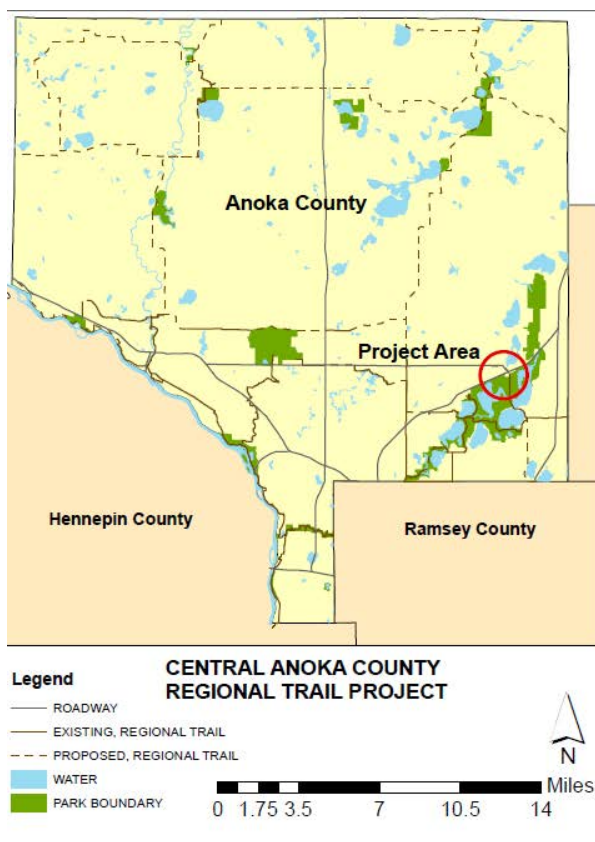 Anoka County
Project Area
Hennepin County
Ramsey County
Legend
CENTRAL ANOKA COUNTY
REGIONAL TRAIL PROJECT
ROADWAY
EXISTING, REGIONAL TRAIL
PROPOSED, REGIONAL TRAIL
WATER
PARK BOUNDARY
N
Miles
0 1.75 3.5 7 10.5 14